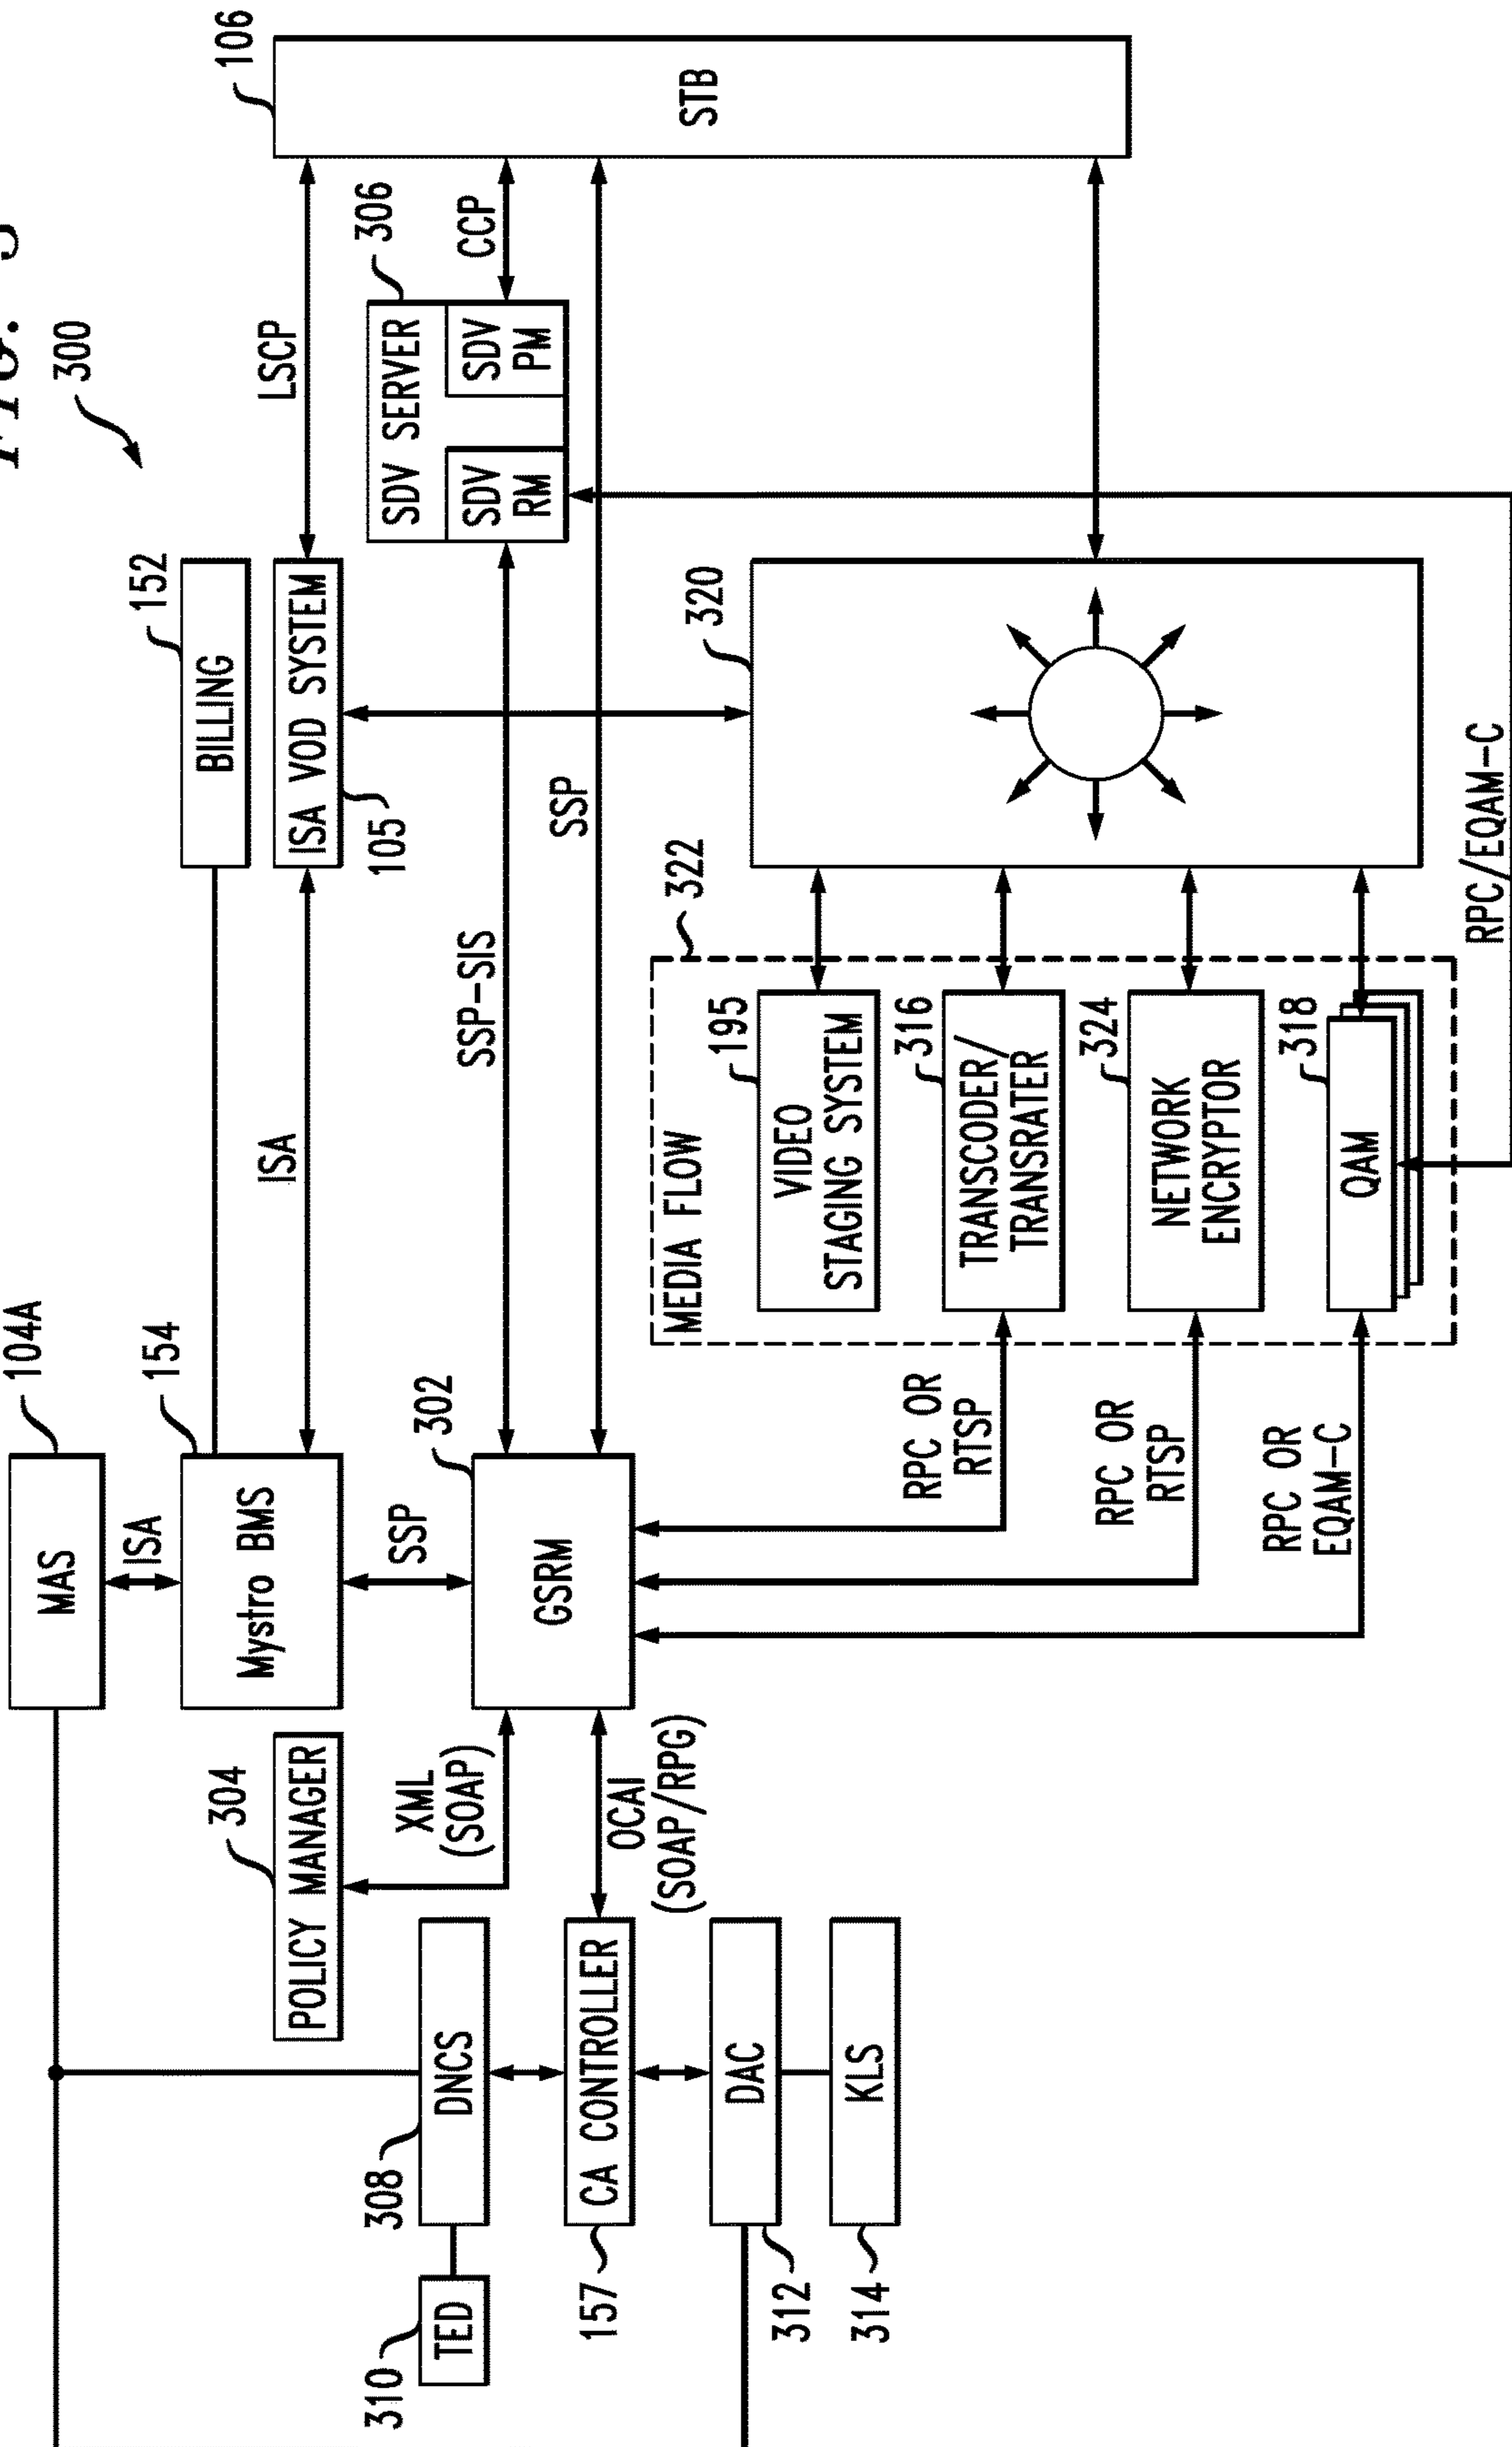 FIG. 3
300
MAS
104A
ISA
Mystro BMS
154
BILLING
152
POLICY MANAGER
304
ISA
ISA VOD SYSTEM
105
LSCP
STB
106
SDV SERVER
306
SDV
RM
SDV
PM
CCP
SSP
GSRM
302
SSP-SIS
SSP
XML
(SOAP)
OCAI
(SOAP/RPG)
TED
310
DNCS
308
CA CONTROLLER
157
DAC
312
KLS
314
MEDIA FLOW
322
VIDEO
STAGING SYSTEM
195
TRANSCODER/
TRANSRATER
316
NETWORK
ENCRYPTOR
324
QAM
318
320
RPC OR
RTSP
RPC OR
RTSP
RPC OR
EQAM-C
RPC/EQAM-C